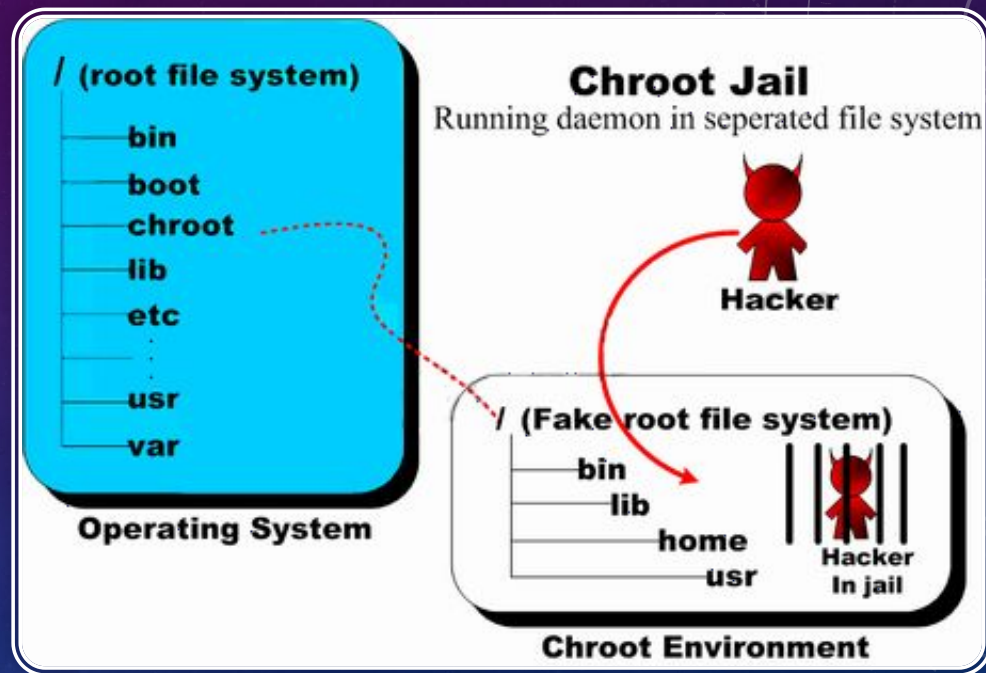 / (root file system)
bin
boot
chroot
lib
etc
usr
var
Operating System
Chroot Jail
Running daemon in seperated file system
Hacker
/ (Fake root file system)
bin
lib
home
usr
Hacker
In jail
Chroot Environment